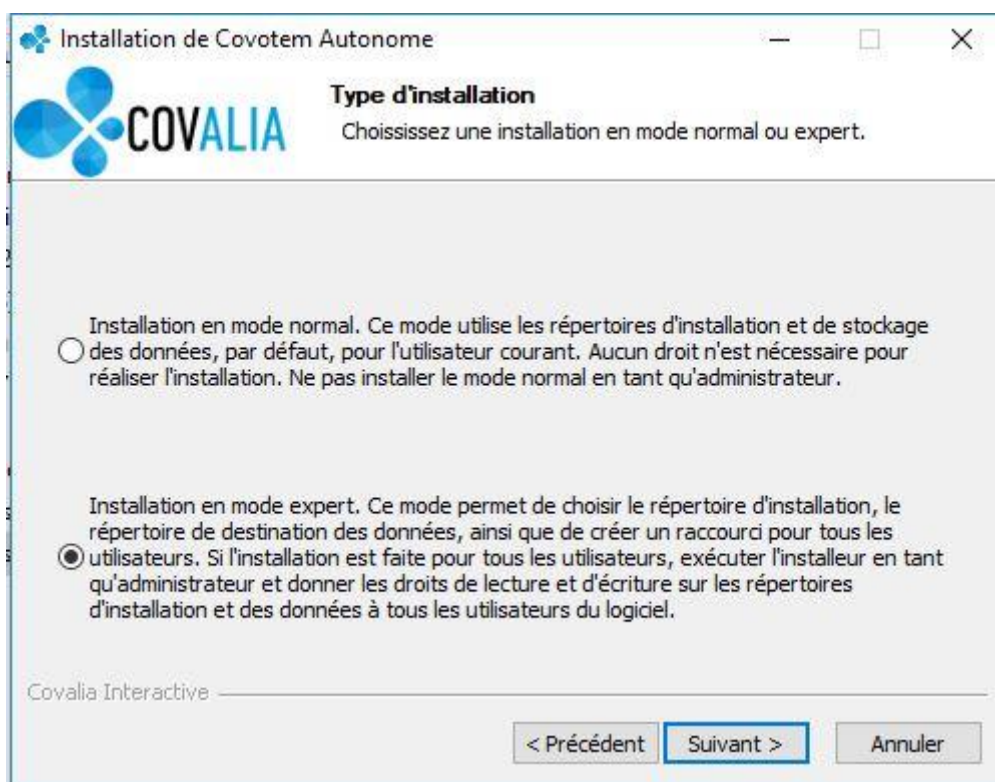 Installation de Covotem Autonome
COVALIA
Type d'installation
Choississez une installation en mode normal ou expert.
Installation en mode normal. Ce mode utilise les répertoires d'installation et de stockage
des données, par défaut, pour l'utilisateur courant. Aucun droit n'est nécessaire pour
réaliser l'installation. Ne pas installer le mode normal en tant qu'administrateur.
Installation en mode expert. Ce mode permet de choisir le répertoire d'installation, le
répertoire de destination des données, ainsi que de créer un raccourci pour tous les
utilisateurs. Si l'installation est faite pour tous les utilisateurs, exécuter l'installeur en tant
qu'administrateur et donner les droits de lecture et d'écriture sur les répertoires
d'installation et des données à tous les utilisateurs du logiciel.
Covalia Interactive
< Précédent Suivant > Annuler